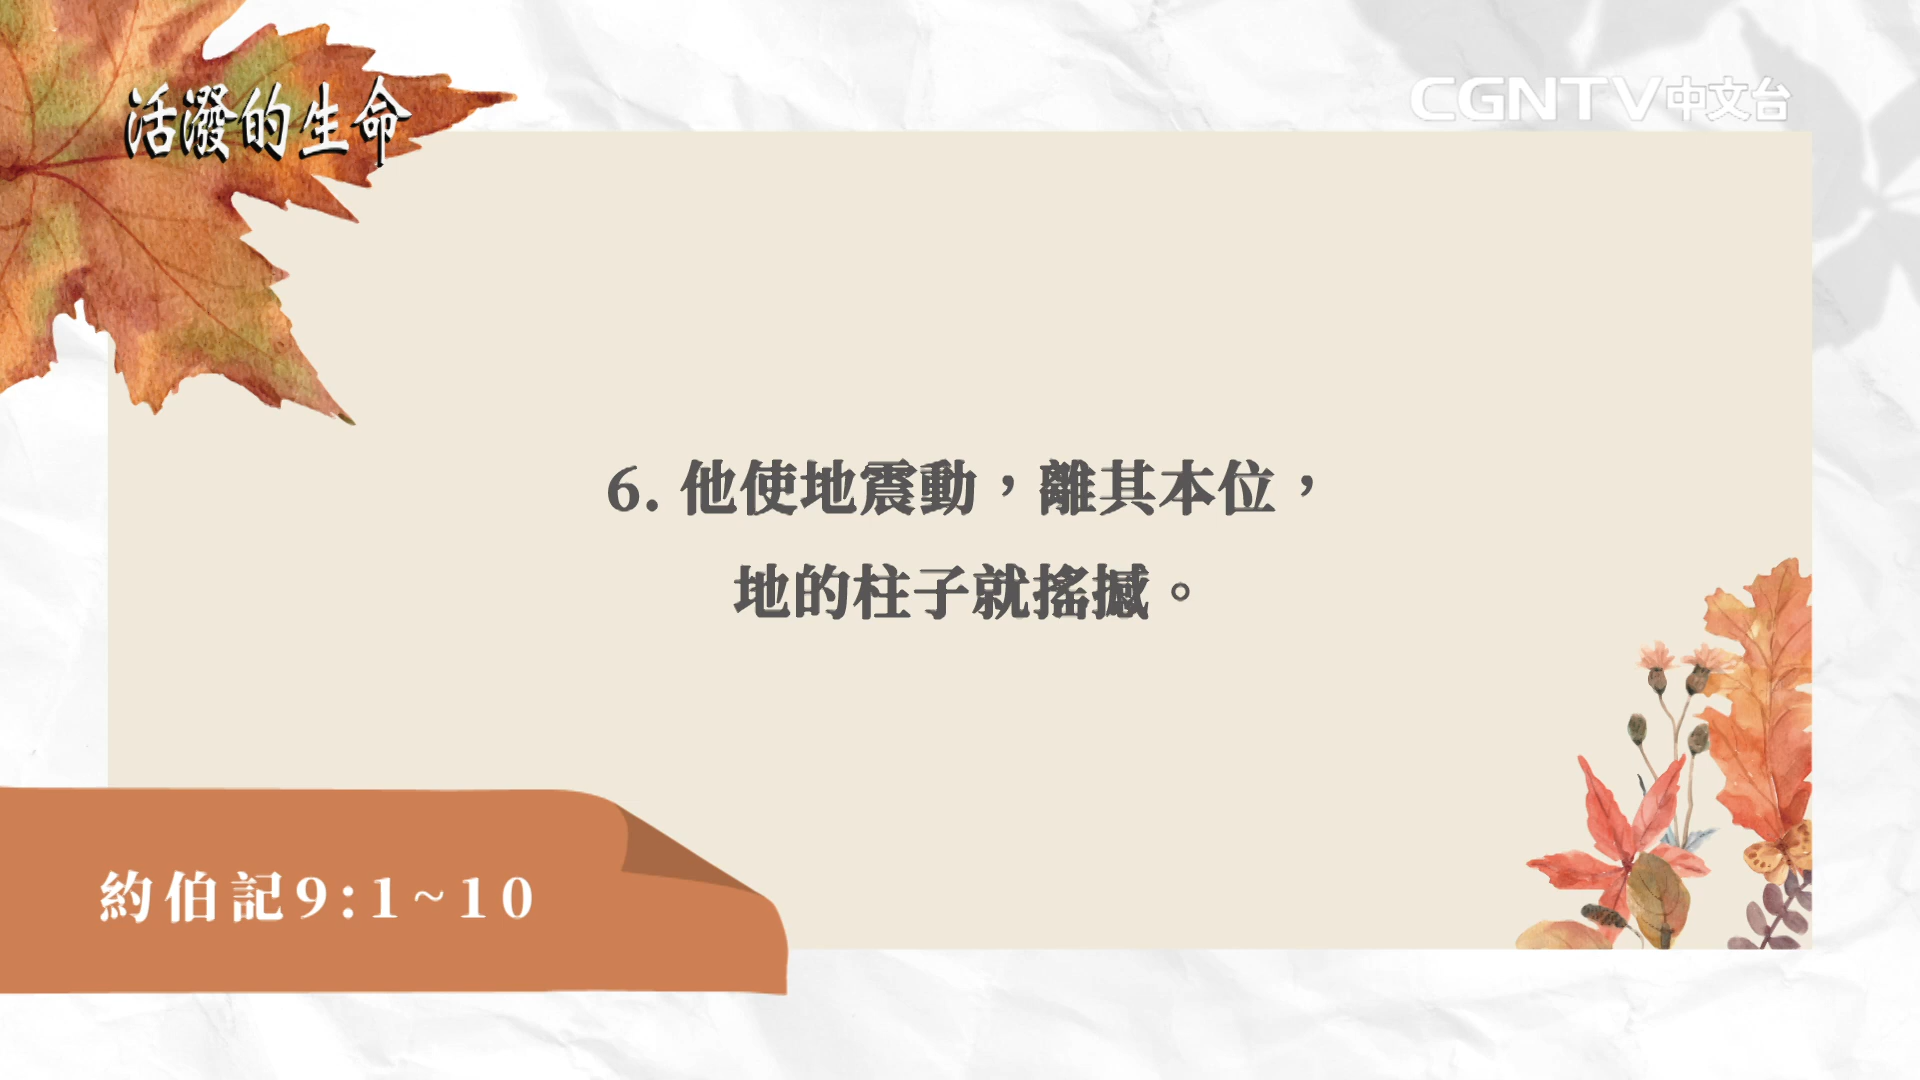 活潑的生命
CGNTV中文台
6. 他使地震動，離其本位，
地的柱子就搖撼。
約伯記9:1~10